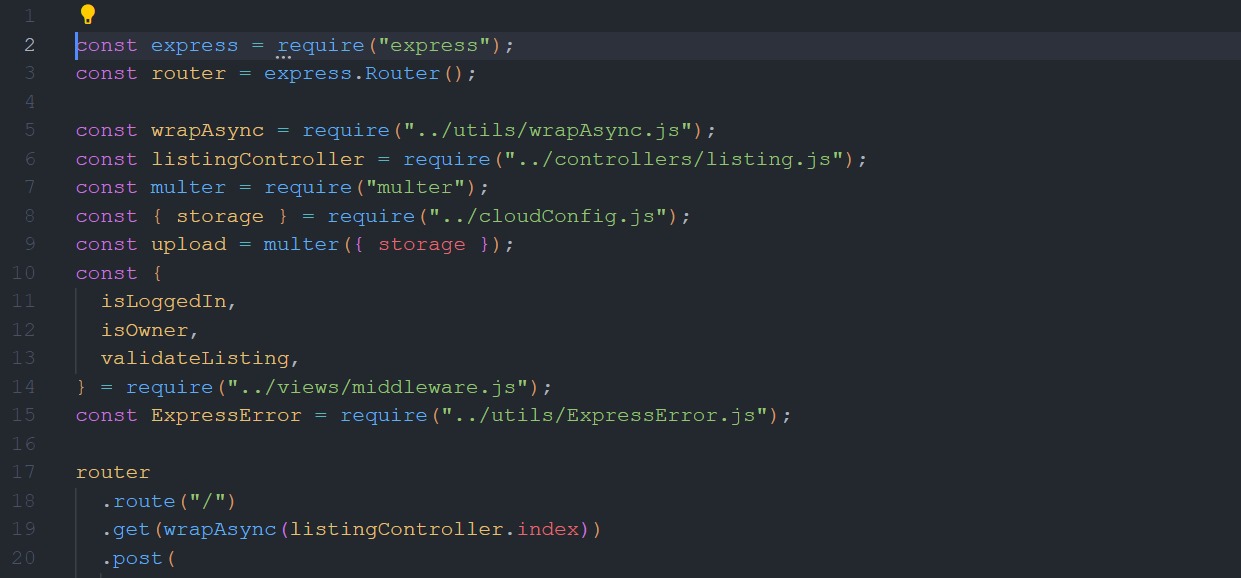 1
2 const express = require("express");
3 const router = express.Router();
4
5 const wrapAsync = require("../utils/wrapAsync.js");
6 const listingController = require("../controllers/listing.js");
7 const multer = require("multer");
8 const { storage } = require("../cloudConfig.js");
9 const upload = multer({ storage });
10 const {
11   isLoggedIn,
12   isOwner,
13   validateListing,
14 } = require("../views/middleware.js");
15 const ExpressError = require("../utils/ExpressError.js");
16
17 router
18   .route("/")
19   .get(wrapAsync(listingController.index))
20   .post(